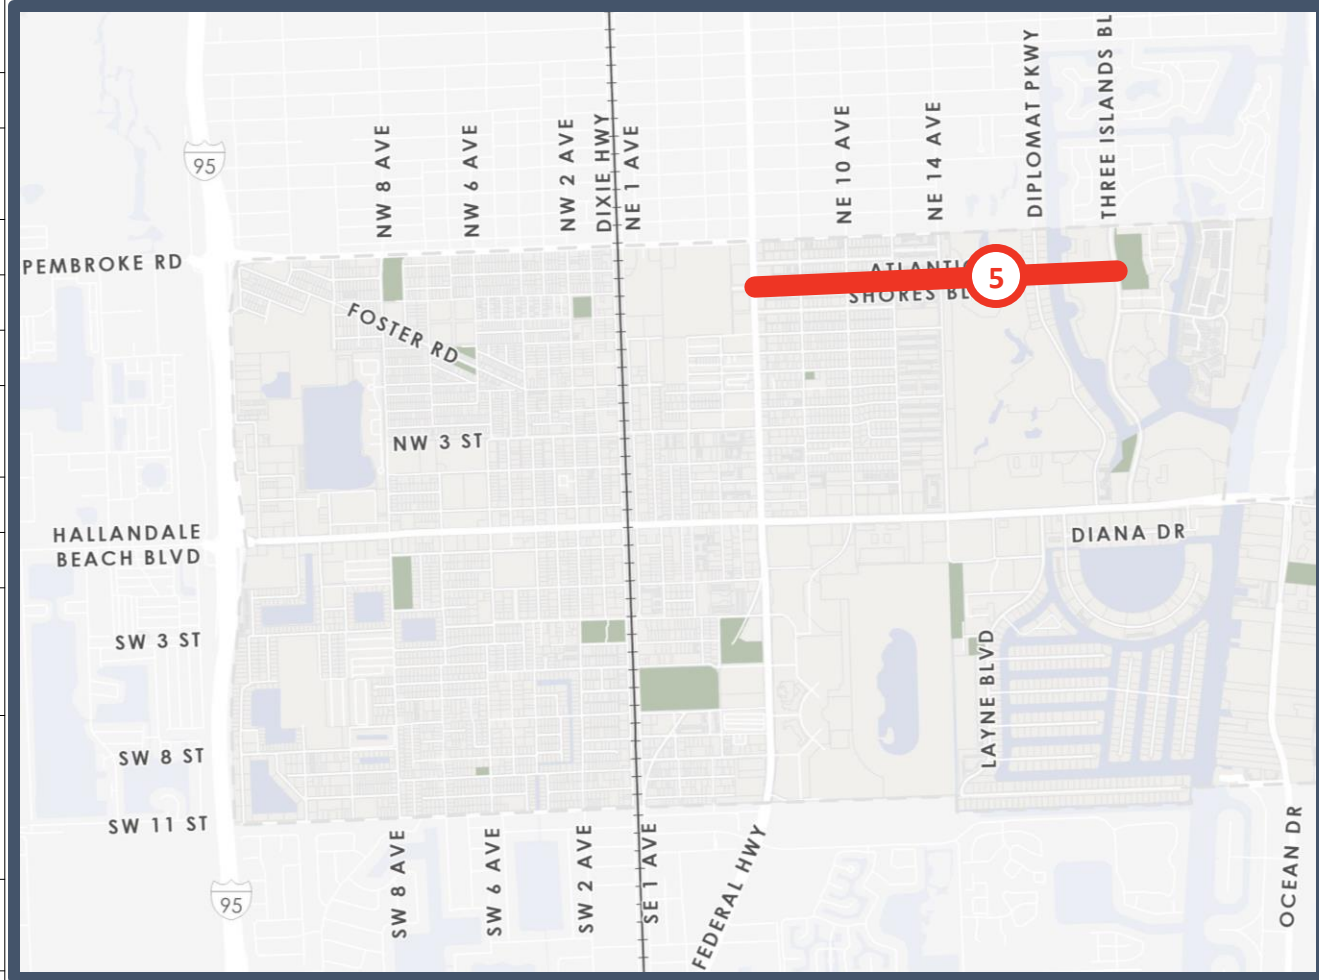 DIPLOMAT PKWY
THREE ISLANDS BL
95
NW 8 AVE
NW 6 AVE
NW 2 AVE
DIXIE HWY
NE 1 AVE
NE 10 AVE
NE 14 AVE
PEMBROKE RD
ATLANTIC
5
SHORES BL
FOSTER RD
NW 3 ST
HALLANDALE
BEACH BLVD
DIANA DR
SW 3 ST
LAYNE BLVD
SW 8 ST
SW 11 ST
95
SW 8 AVE
SW 6 AVE
SW 2 AVE
SE 1 AVE
FEDERAL HWY
OCEAN DR